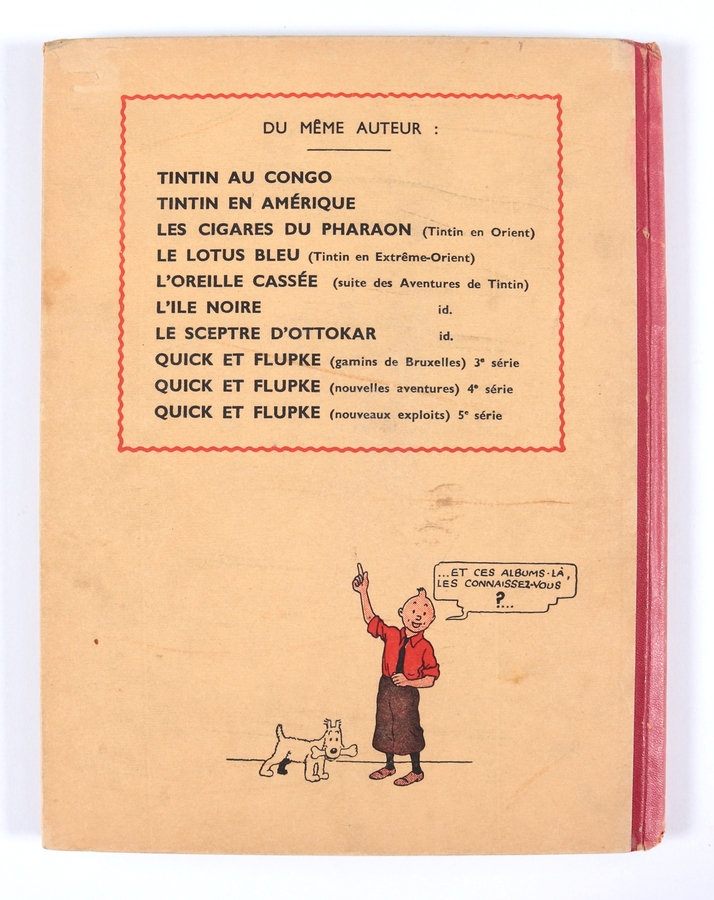 DU MÊME AUTEUR :
TINTIN AU CONGO
TINTIN EN AMÉRIQUE
LES CIGARES DU PHARAON (Tintin en Orient)
LE LOTUS BLEU (Tintin en Extrême-Orient)
L'OREILLE CASSÉE (suite des Aventures de Tintin)
L'ILE NOIRE id.
LE SCEPTRE D'OTTOKAR id.
QUICK ET FLUPKE (gamins de Bruxelles) 3e série
QUICK ET FLUPKE (nouvelles aventures) 4e série
QUICK ET FLUPKE (nouveaux exploits) 5e série
...ET CES ALBUMS-LÀ,
LES CONNAISSEZ-VOUS
?...